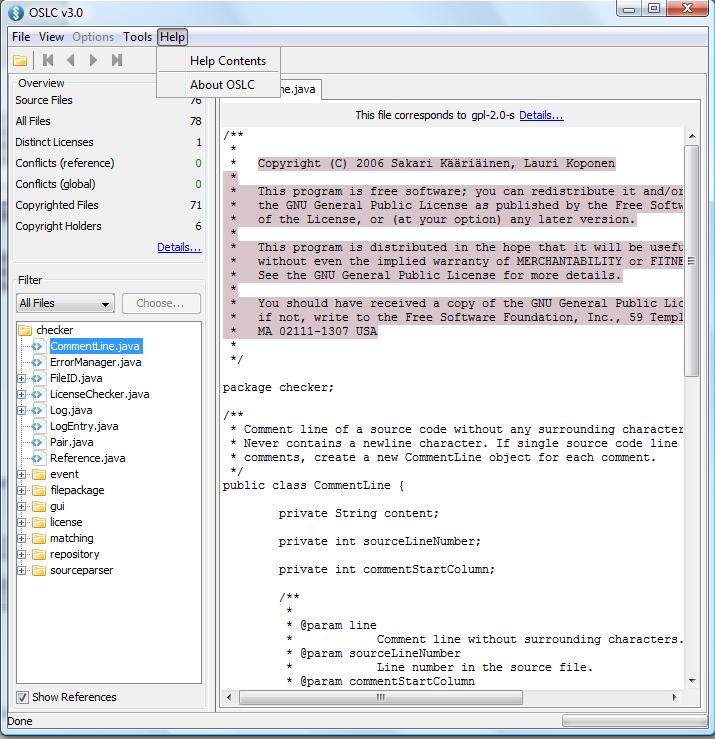 OSLC v3.0
File View Options Tools Help
Help Contents
About OSLC
Overview
Source Files 76
All Files 78
Distinct Licenses 1
Conflicts (reference) 0
Conflicts (global) 0
Copyrighted Files 71
Copyright Holders 6
Details...
Filter
All Files Choose...
checker
CommentLine.java
ErrorManager.java
FileID.java
LicenseChecker.java
Log.java
LogEntry.java
Pair.java
Reference.java
event
filepackage
gui
license
matching
repository
sourceparser
Show References
ne.java
This file corresponds to gpl-2.0-s Details...
/**
*
* Copyright (C) 2006 Sakari Kääriäinen, Lauri Koponen
*
* This program is free software; you can redistribute it and/or
* the GNU General Public License as published by the Free Softw
* of the License, or (at your option) any later version.
*
* This program is distributed in the hope that it will be usefu
* without even the implied warranty of MERCHANTABILITY or FITNE
* See the GNU General Public License for more details.
*
* You should have received a copy of the GNU General Public Lic
* if not, write to the Free Software Foundation, Inc., 59 Templ
* MA 02111-1307 USA
*
*/
package checker;
/**
* Comment line of a source code without any surrounding character
* Never contains a newline character. If single source code line
* comments, create a new CommentLine object for each comment.
*/
public class CommentLine {
private String content;
private int sourceLineNumber;
private int commentStartColumn;
/**
*
* @param line
* Comment line without surrounding characters.
* @param sourceLineNumber
* Line number in the source file.
* @param commentStartColumn
Done